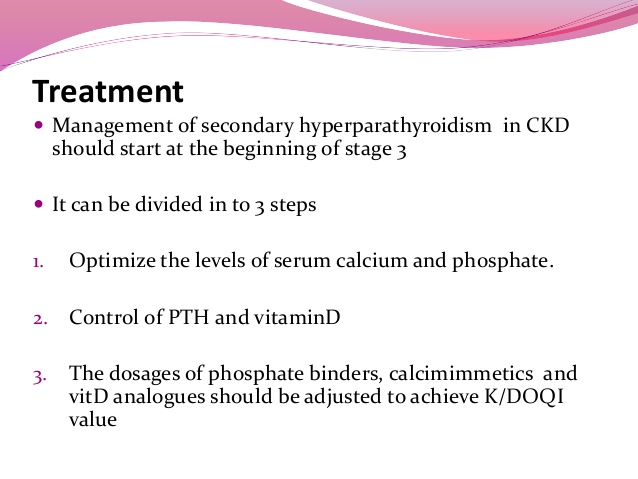 Treatment
• Management of secondary hyperparathyroidism in CKD
should start at the beginning of stage 3
• It can be divided in to 3 steps
1. Optimize the levels of serum calcium and phosphate.
2. Control of PTH and vitaminD
3. The dosages of phosphate binders, calcimimmetics and
vitD analogues should be adjusted to achieve K/DOQI
value